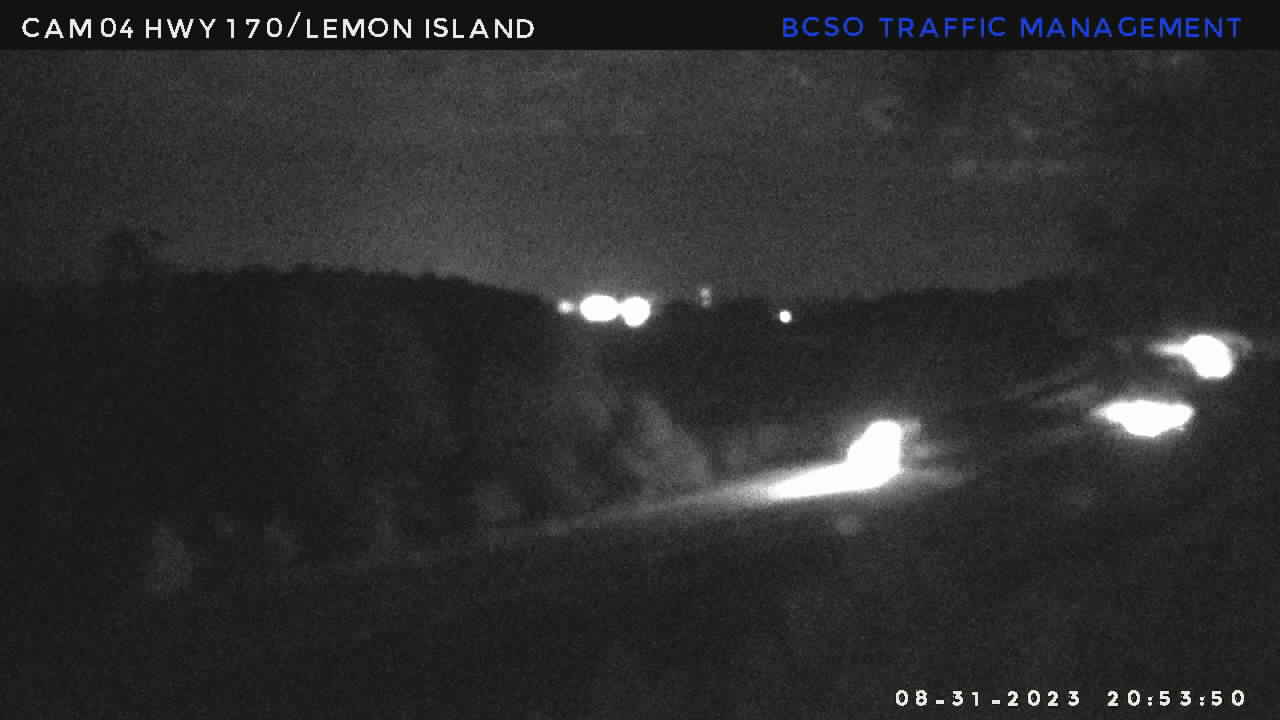 CAM04 HWY170/LEMON ISLAND
BCSO TRAFFIC MANAGEMENT
08-31-2023 20:53:50